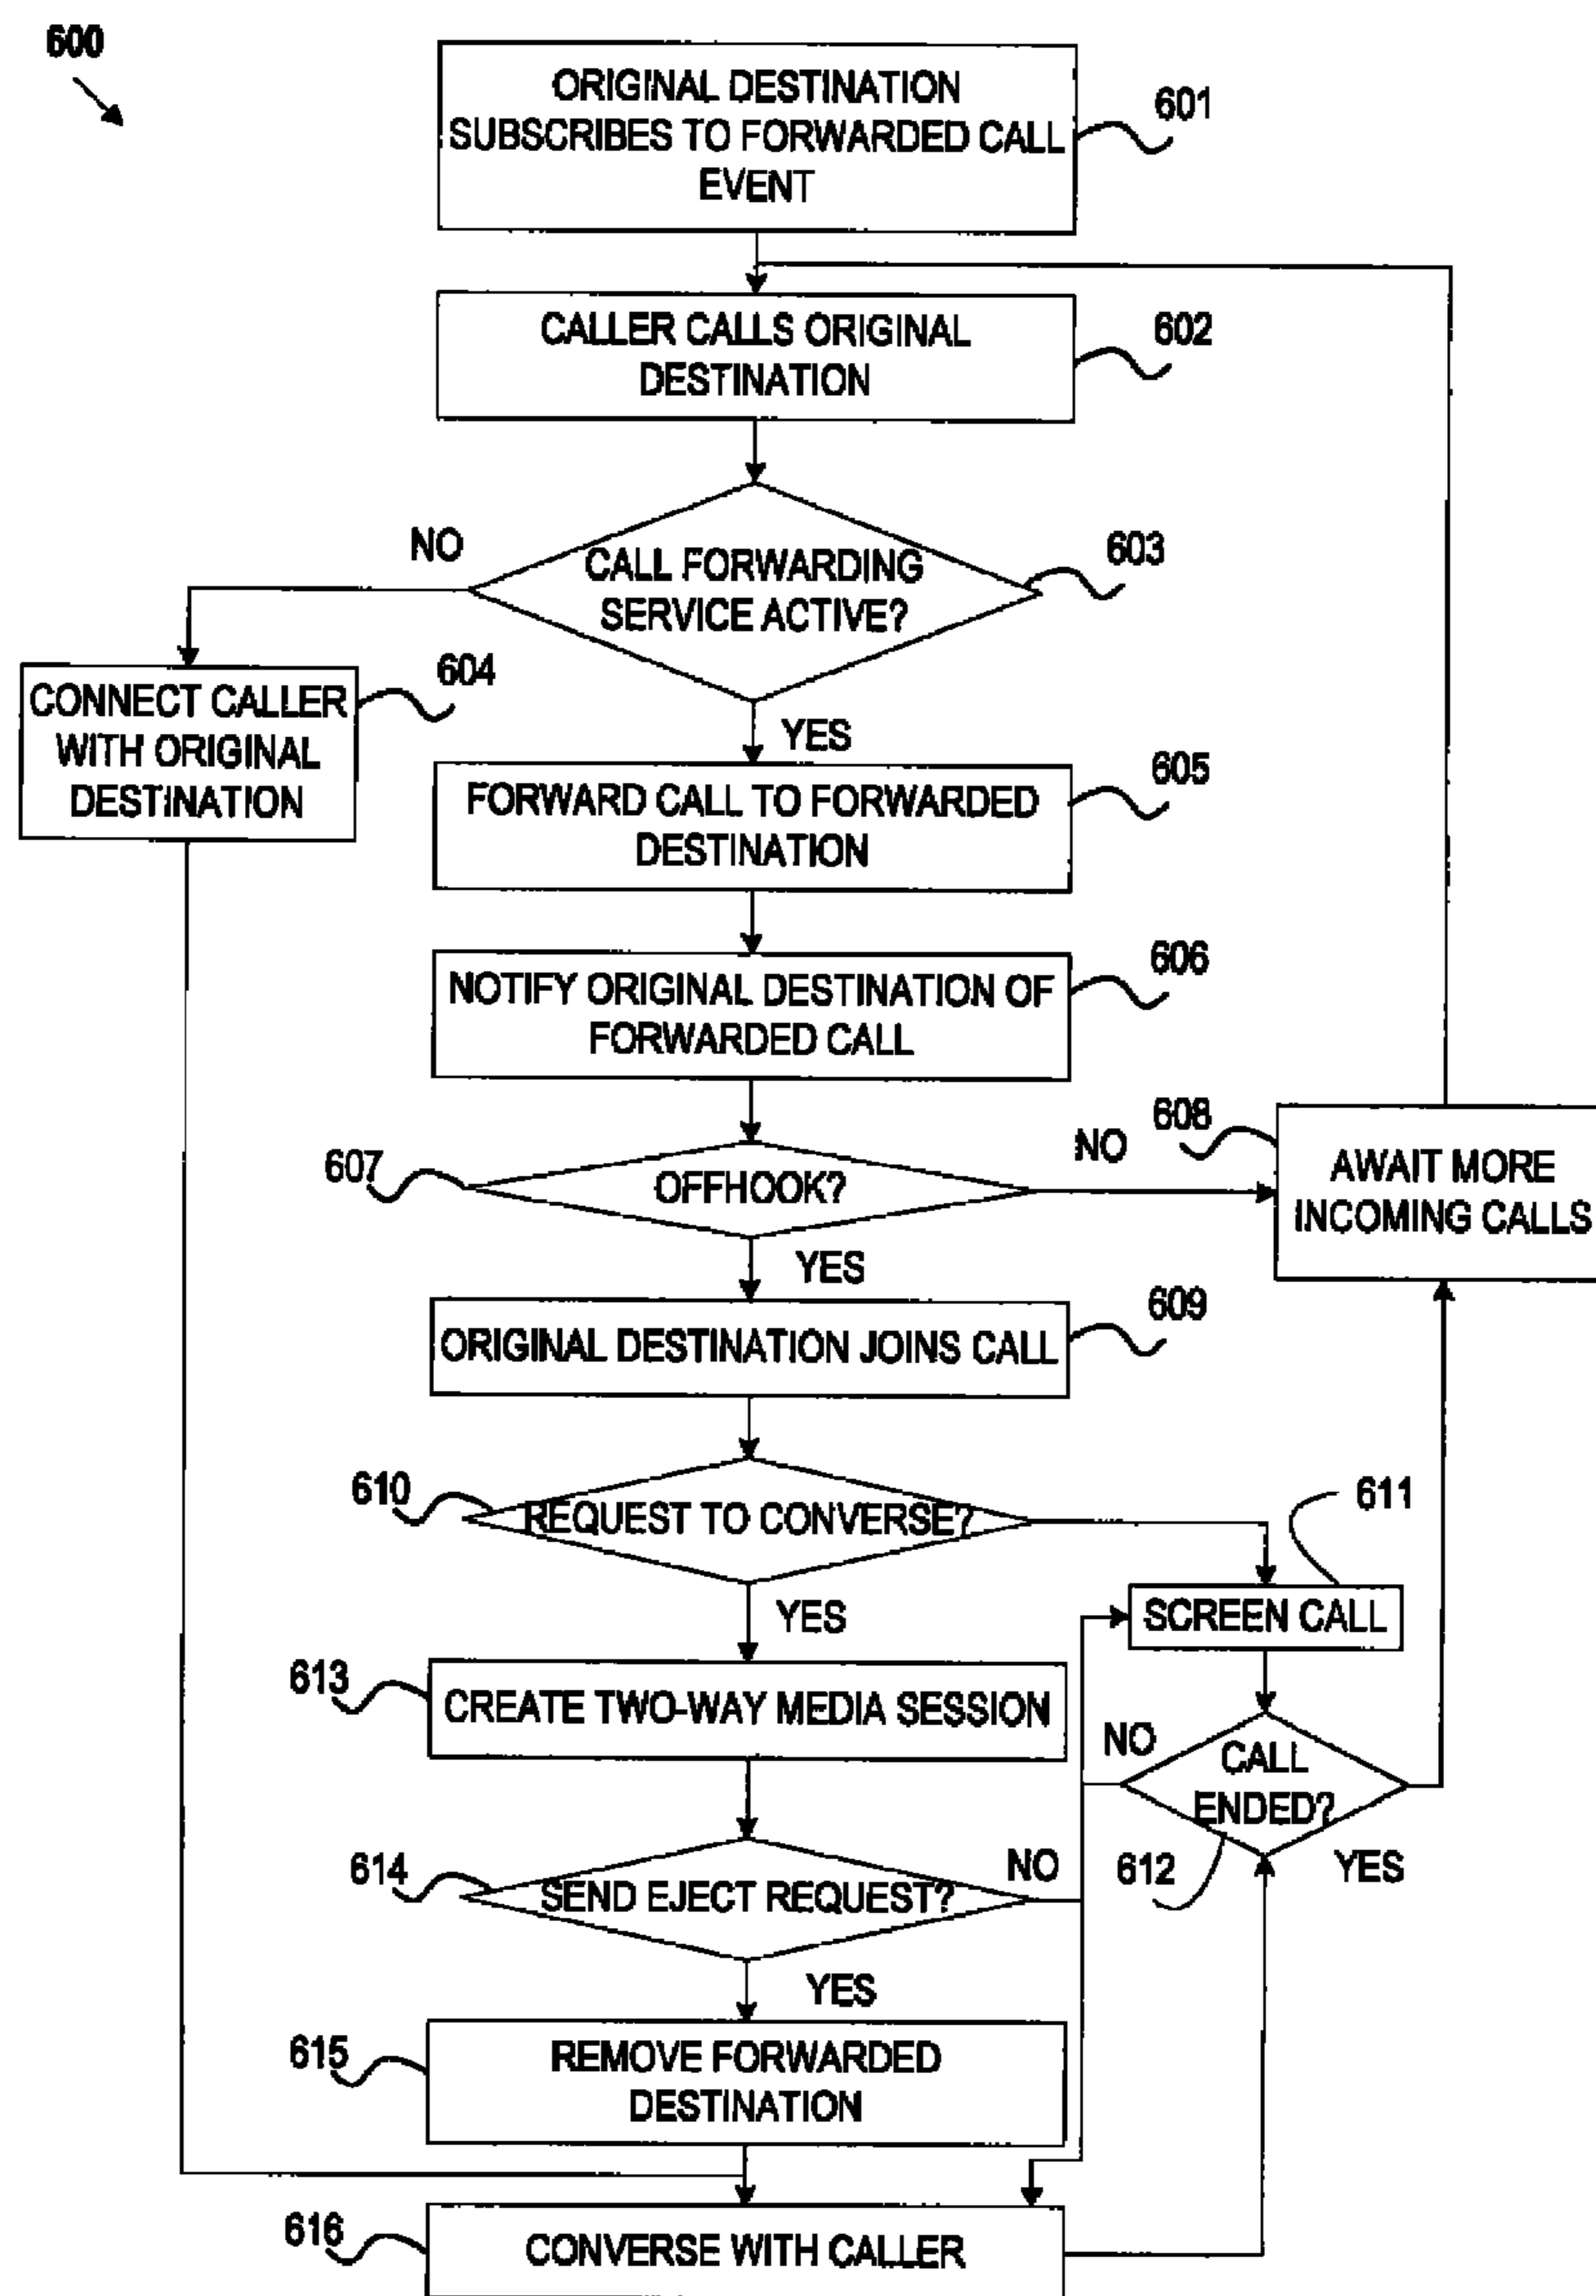 600
ORIGINAL DESTINATION
SUBSCRIBES TO FORWARDED CALL
EVENT
601
CALLER CALLS ORIGINAL
DESTINATION
602
NO
CALL FORWARDING
SERVICE ACTIVE?
603
CONNECT CALLER
WITH ORIGINAL
DESTINATION
604
YES
FORWARD CALL TO FORWARDED
DESTINATION
605
NOTIFY ORIGINAL DESTINATION OF
FORWARDED CALL
606
607
OFFHOOK?
NO
608
AWAIT MORE
INCOMING CALLS
YES
ORIGINAL DESTINATION JOINS CALL
609
610
REQUEST TO CONVERSE?
611
YES
SCREEN CALL
613
CREATE TWO-WAY MEDIA SESSION
NO
CALL
ENDED?
612
YES
614
SEND EJECT REQUEST?
NO
YES
615
REMOVE FORWARDED
DESTINATION
616
CONVERSE WITH CALLER